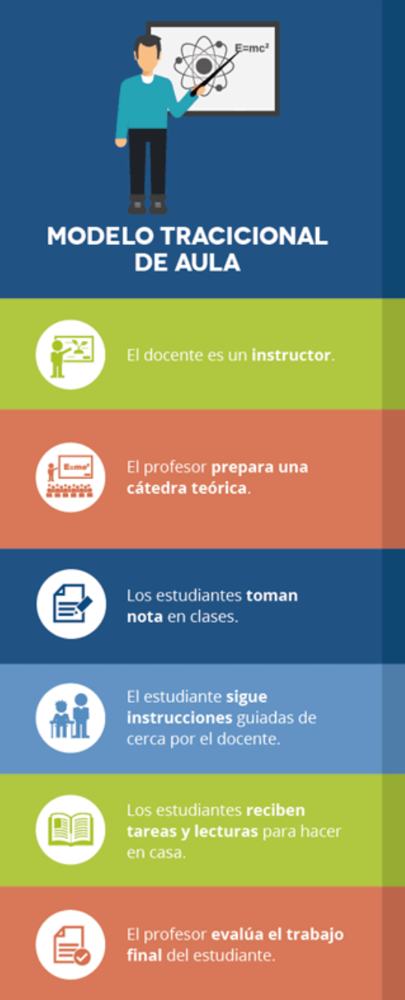 E=mc²
MODELO TRACICIONAL
DE AULA
El docente es un instructor.
E=mc²
El profesor prepara una
cátedra teórica.
Los estudiantes toman
nota en clases.
El estudiante sigue
instrucciones guiadas de
cerca por el docente.
Los estudiantes reciben
tareas y lecturas para hacer
en casa.
El profesor evalúa el trabajo
final del estudiante.